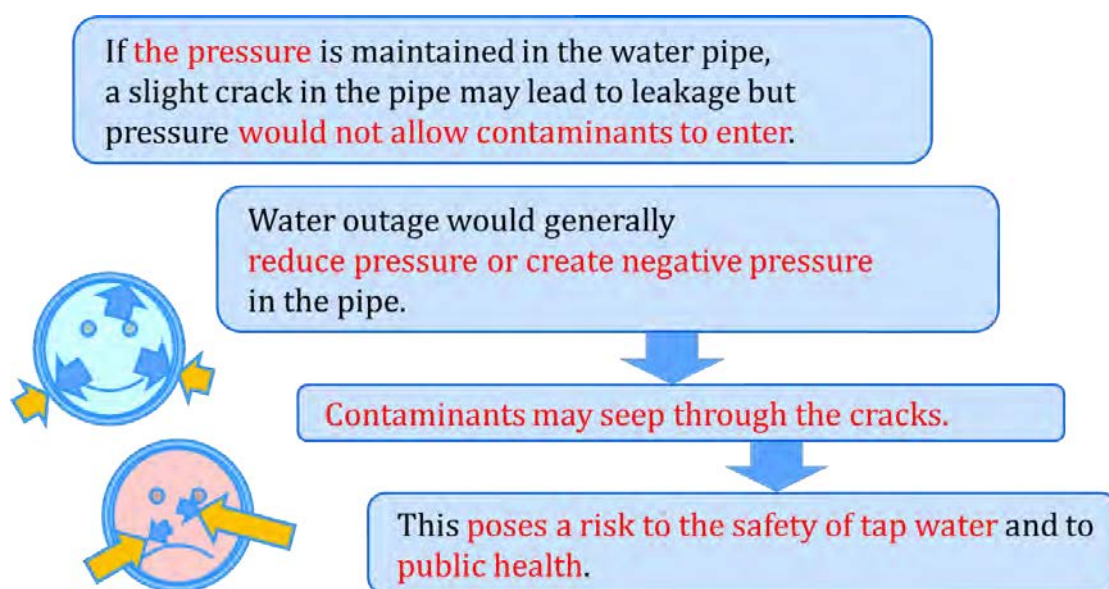 If the pressure is maintained in the water pipe,
a slight crack in the pipe may lead to leakage but
pressure would not allow contaminants to enter.
Water outage would generally
reduce pressure or create negative pressure
in the pipe.
Contaminants may seep through the cracks.
This poses a risk to the safety of tap water and to
public health.